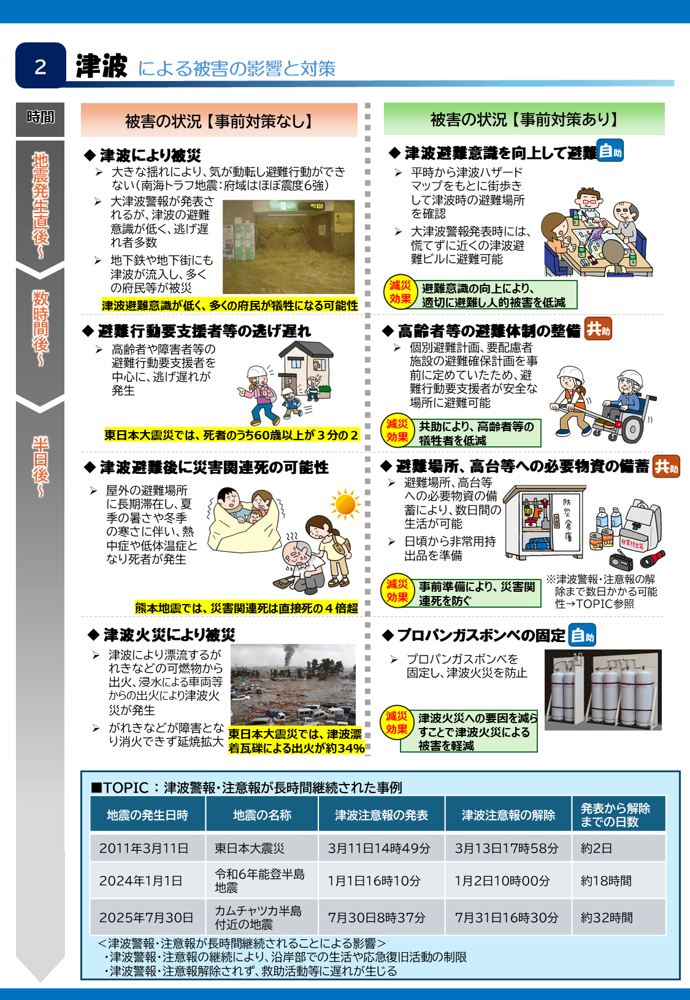 2
津波 による被害の影響と対策
時間
地震発生直後～
数時間後～
半日後～
被害の状況【事前対策なし】
◆ 津波により被災
➢ 大きな揺れにより、気が動転し避難行動ができ
ない（南海トラフ地震：府域はほぼ震度6強）
➢ 大津波警報が発表さ
れるが、津波の避難
意識が低く、逃げ遅
れ者多数
➢ 地下鉄や地下街にも
津波が流入し、多く
の府民等が被災
15
津波避難意識が低く、多くの府民が犠牲になる可能性
◆ 避難行動要支援者等の逃げ遅れ
➢ 高齢者や障害者等の
避難行動要支援者を
中心に、逃げ遅れが
発生
東日本大震災では、死者のうち60歳以上が３分の２
◆ 津波避難後に災害関連死の可能性
➢ 屋外の避難場所
に長期滞在し、夏
季の暑さや冬季
の寒さに伴い、熱
中症や低体温症と
なり死者が発生
熊本地震では、災害関連死は直接死の４倍超
◆ 津波火災により被災
➢ 津波により漂流するが
れきなどの可燃物から
出火、浸水による車両等
からの出火により津波火
災が発生
➢ がれきなどが障害とな
り消火できず延焼拡大
東日本大震災では、津波漂
着瓦礫による出火が約34%
被害の状況【事前対策あり】
◆ 津波避難意識を向上して避難 自助
➢ 平時から津波ハザード
マップをもとに街歩き
して津波時の避難場所
を確認
➢ 大津波警報発表時には、
慌てずに近くの津波避
難ビルに避難可能
減災
効果
避難意識の向上により、
適切に避難し人的被害を低減
◆ 高齢者等の避難体制の整備 共助
➢ 個別避難計画、要配慮者
施設の避難確保計画を事
前に定めていたため、避
難行動要支援者が安全な
場所に避難可能
減災
効果
共助により、高齢者等の
犠牲者を低減
◆ 避難場所、高台等への必要物資の備蓄 共助
➢ 避難場所、高台等
への必要物資の備
蓄により、数日間の
生活が可能
➢ 日頃から非常用持
出品を準備
防災倉庫
非常持出袋
減災
効果
事前準備により、災害関
連死を防ぐ
※津波警報・注意報の解
除まで数日かかる可能
性→TOPIC参照
◆ プロパンガスボンベの固定 自助
➢ プロパンガスボンベを
固定し、津波火災を防止
減災
効果
津波火災への要因を減ら
すことで津波火災による
被害を軽減
■TOPIC ： 津波警報・注意報が長時間継続された事例
地震の発生日時 地震の名称 津波注意報の発表 津波注意報の解除 発表から解除
までの日数
2011年3月11日 東日本大震災 3月11日14時49分 3月13日17時58分 約2日
2024年1月1日 令和6年能登半島
地震 1月1日16時10分 1月2日10時00分 約18時間
2025年7月30日 カムチャツカ半島
付近の地震 7月30日8時37分 7月31日16時30分 約32時間
＜津波警報・注意報が長時間継続されることによる影響＞
・津波警報・注意報の継続により、沿岸部での生活や応急復旧活動の制限
・津波警報・注意報解除されず、救助活動等に遅れが生じる